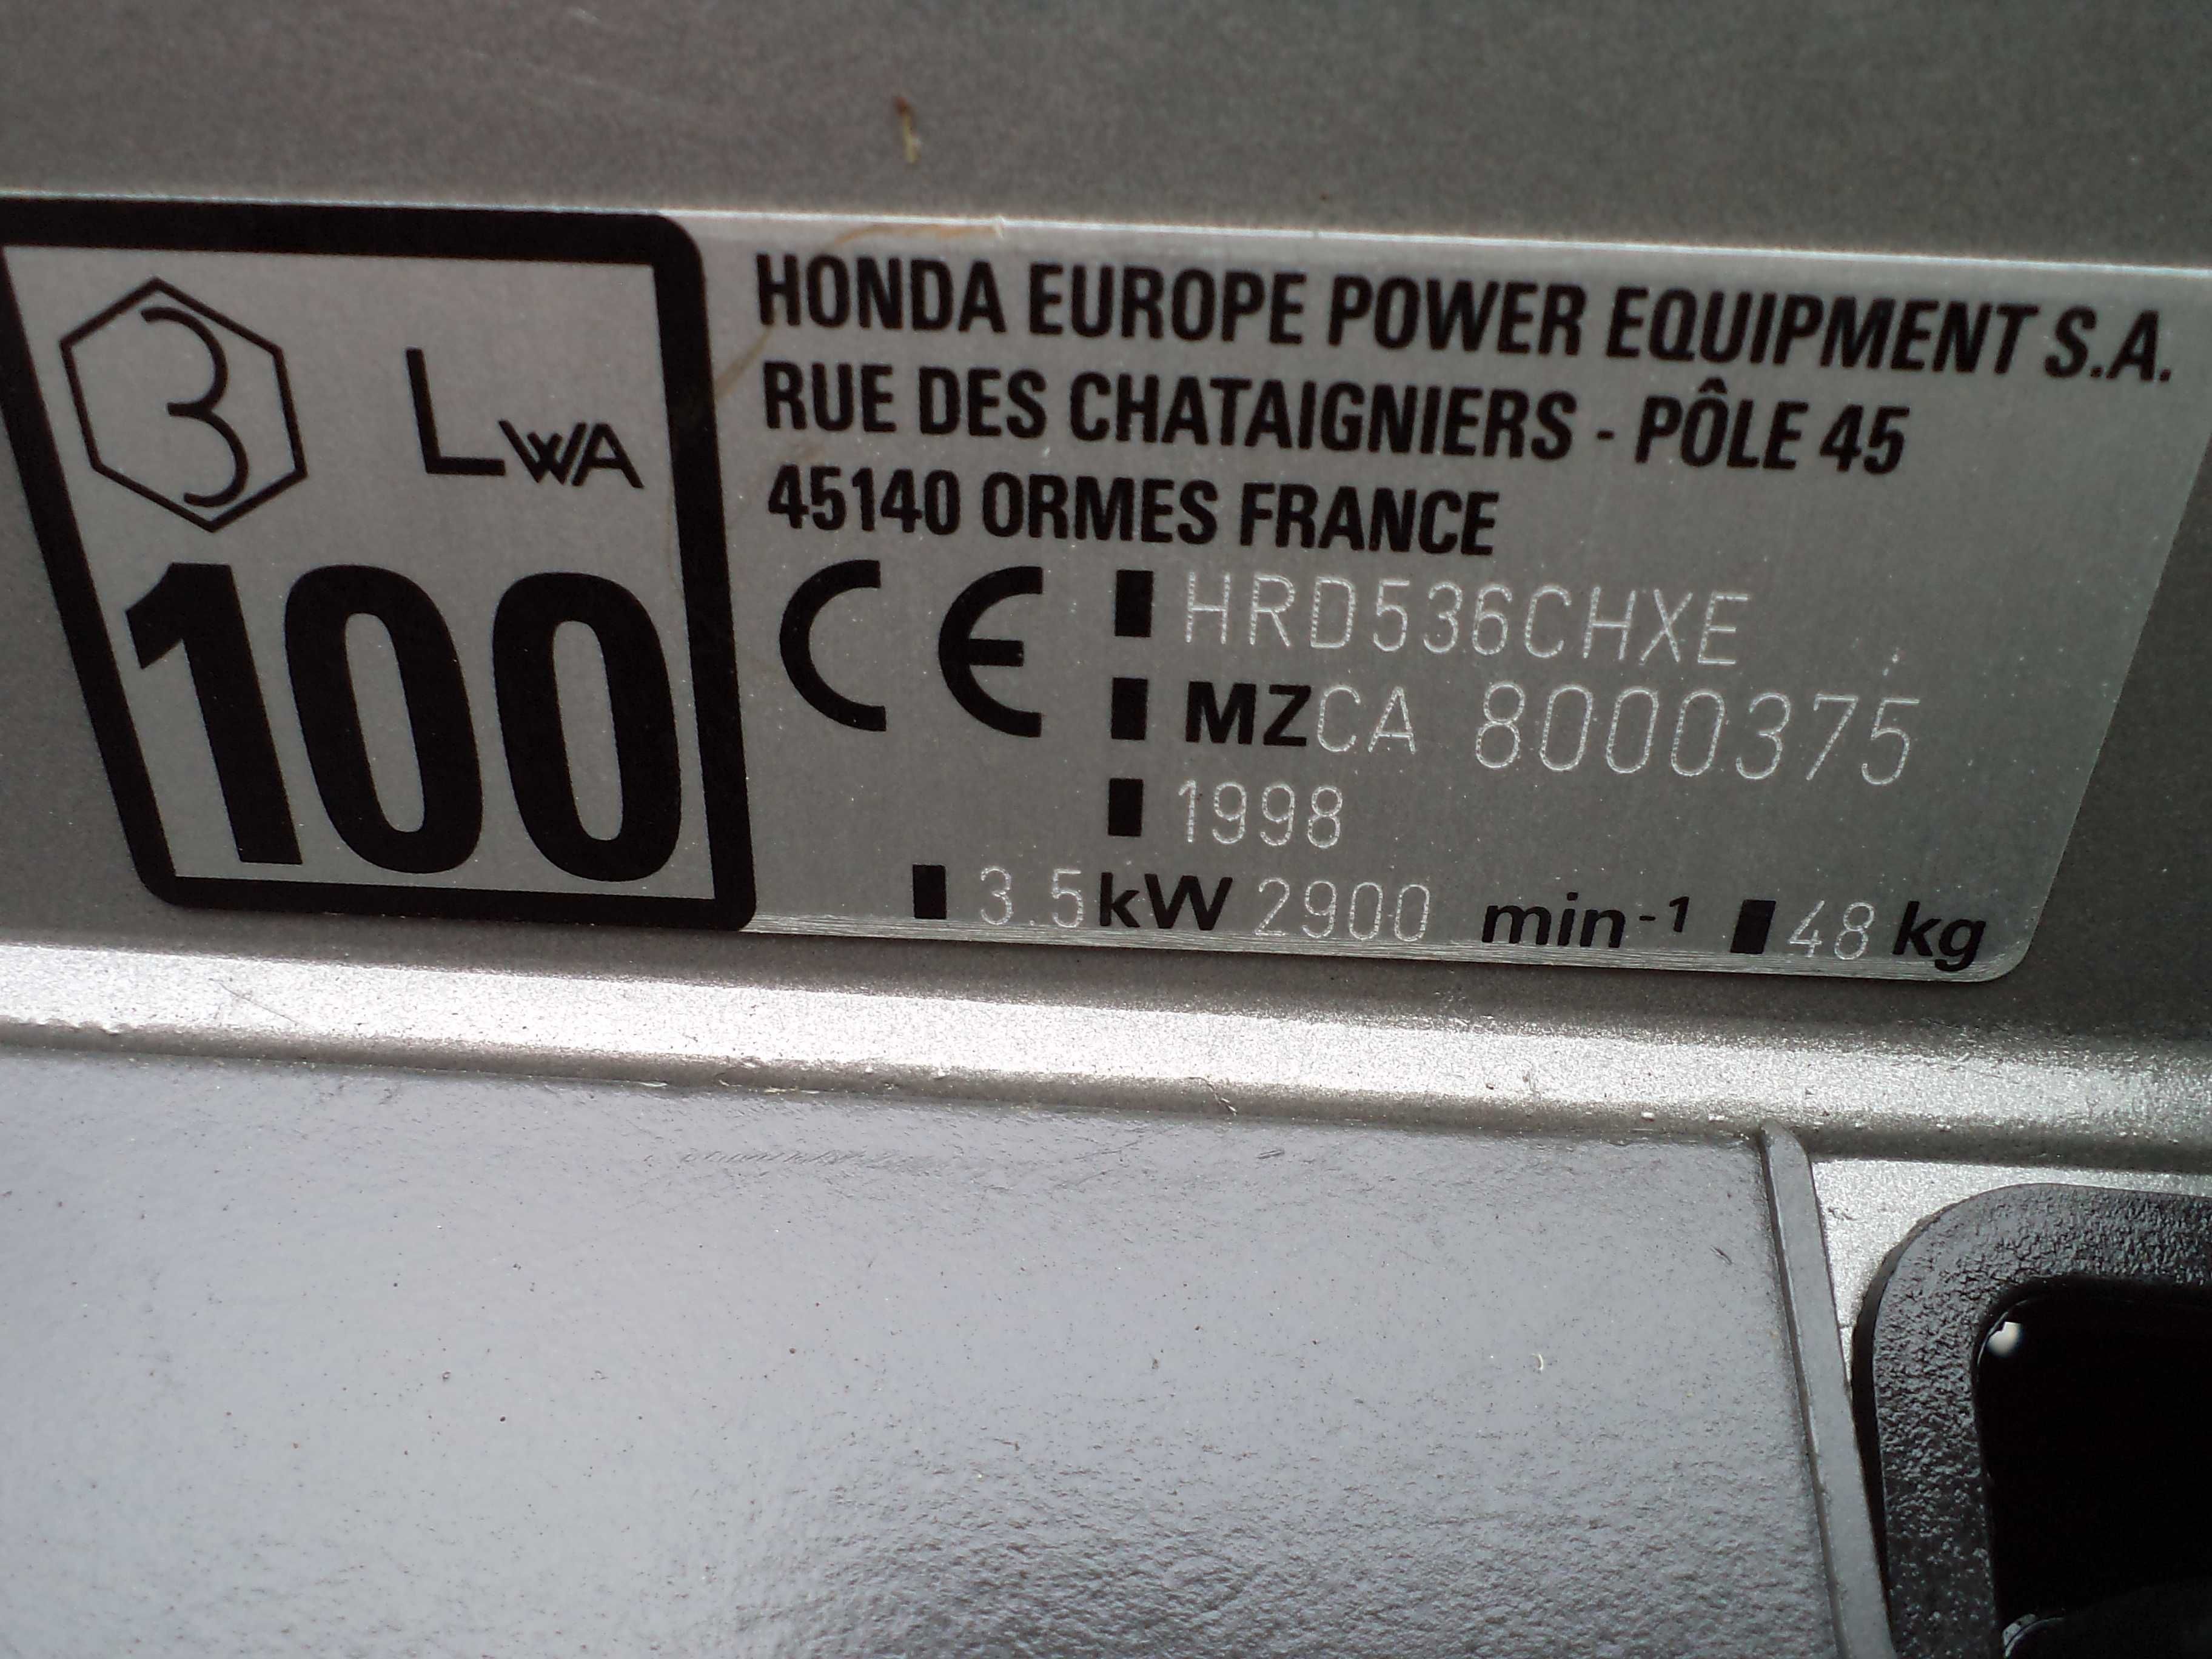 3 LWA
100
HONDA EUROPE POWER EQUIPMENT S.A.
RUE DES CHATAIGNIERS - PÔLE 45
45140 ORMES FRANCE
CE
HRD536CHXE
MZCA 8000375
1998
3.5kW 2900 min⁻¹ 48 kg